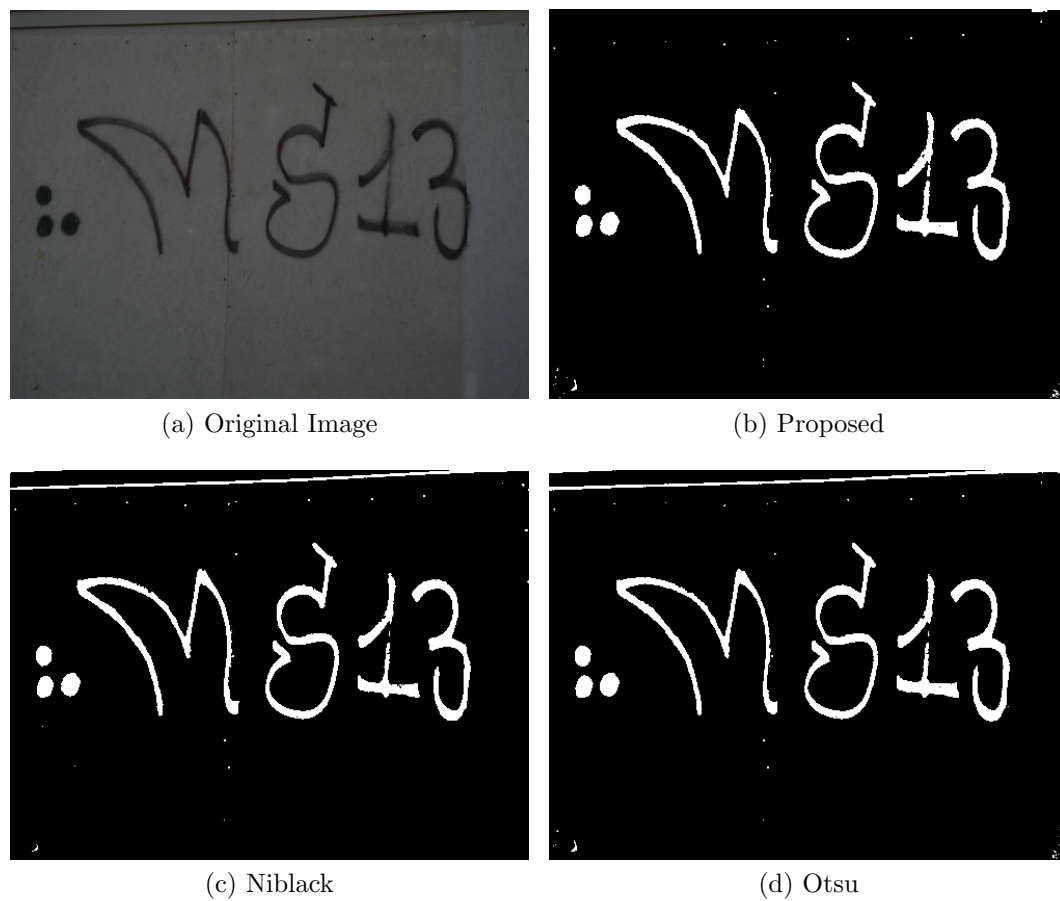 MS13
MS13
(a) Original Image
(b) Proposed
MS13
MS13
(c) Niblack
(d) Otsu